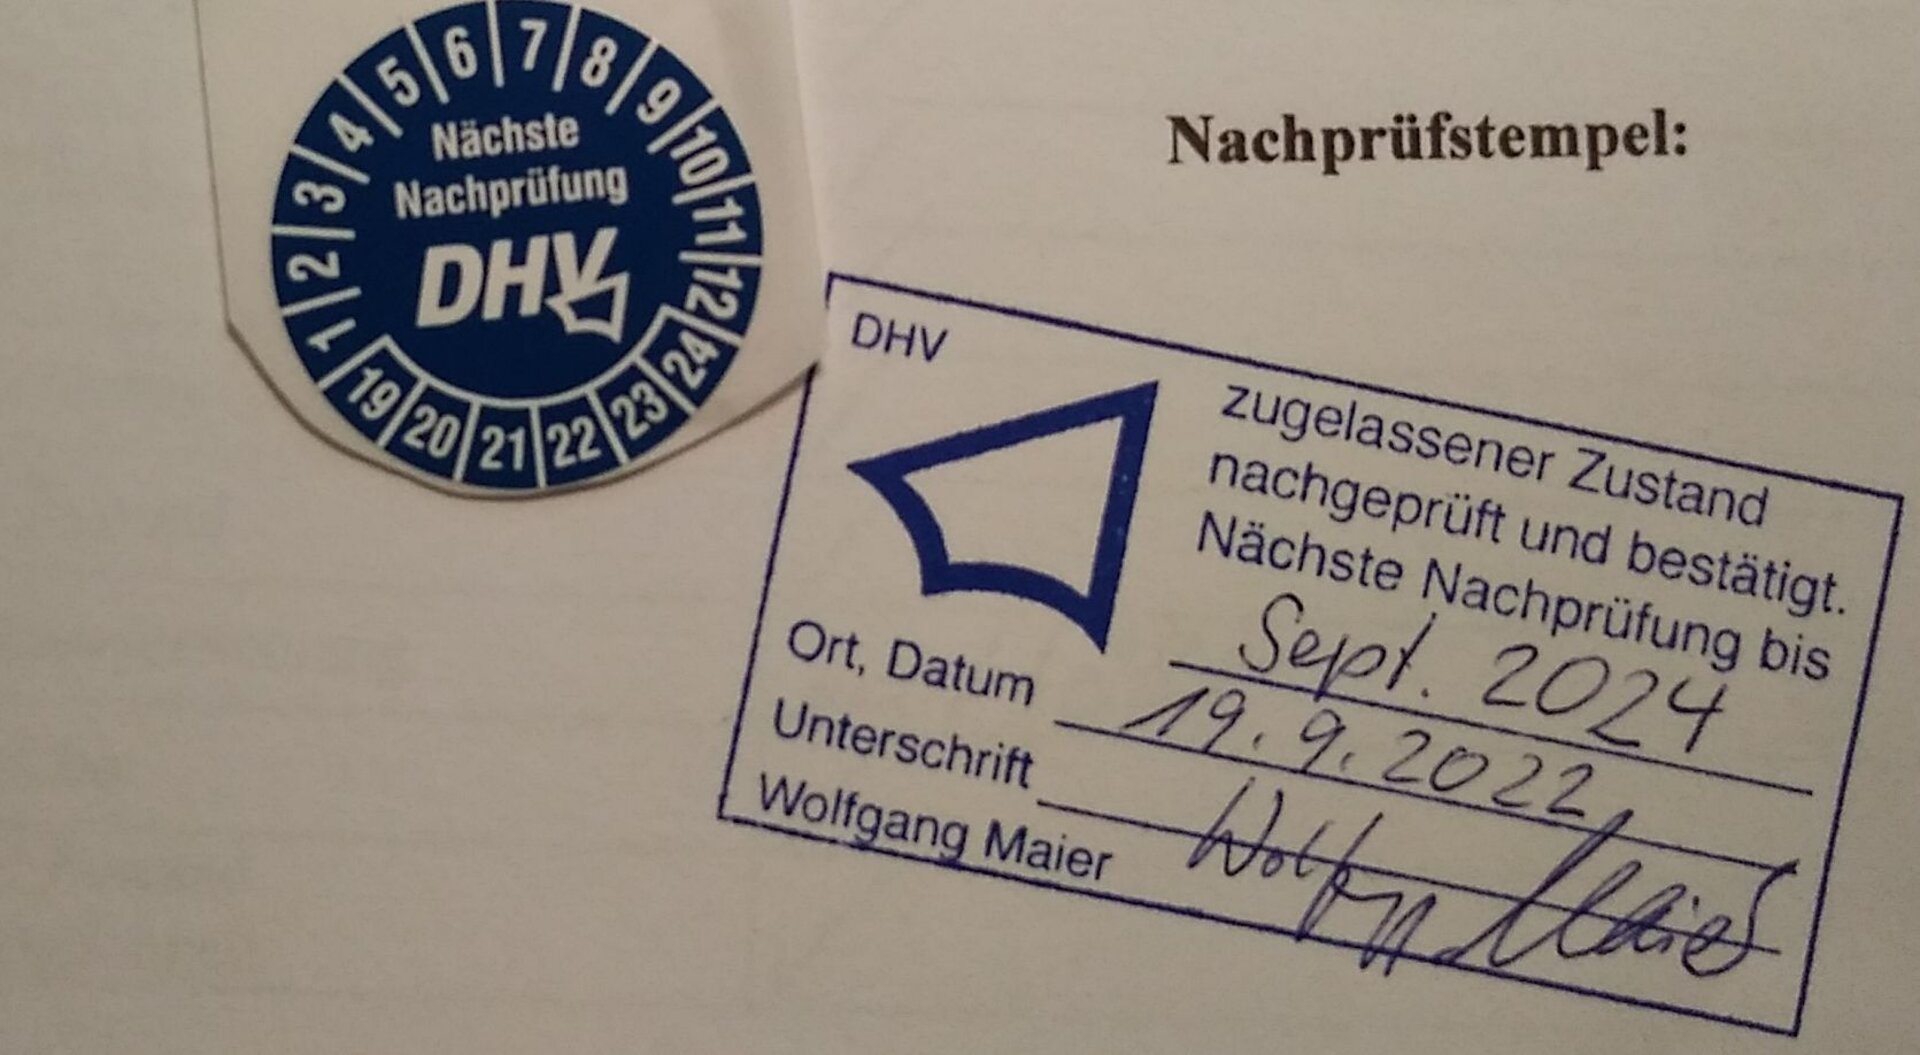 5 6 7 8 9
4 10
3 11
2 12
1
Nächste
Nachprüfung
DHV
19 20 21 22 23 24
Nachprüfstempel:
DHV
zugelassener Zustand
nachgeprüft und bestätigt.
Nächste Nachprüfung bis
Sept. 2024
Ort, Datum 19.9.2022
Unterschrift Wolfgang Maier
Wolfgang Maier